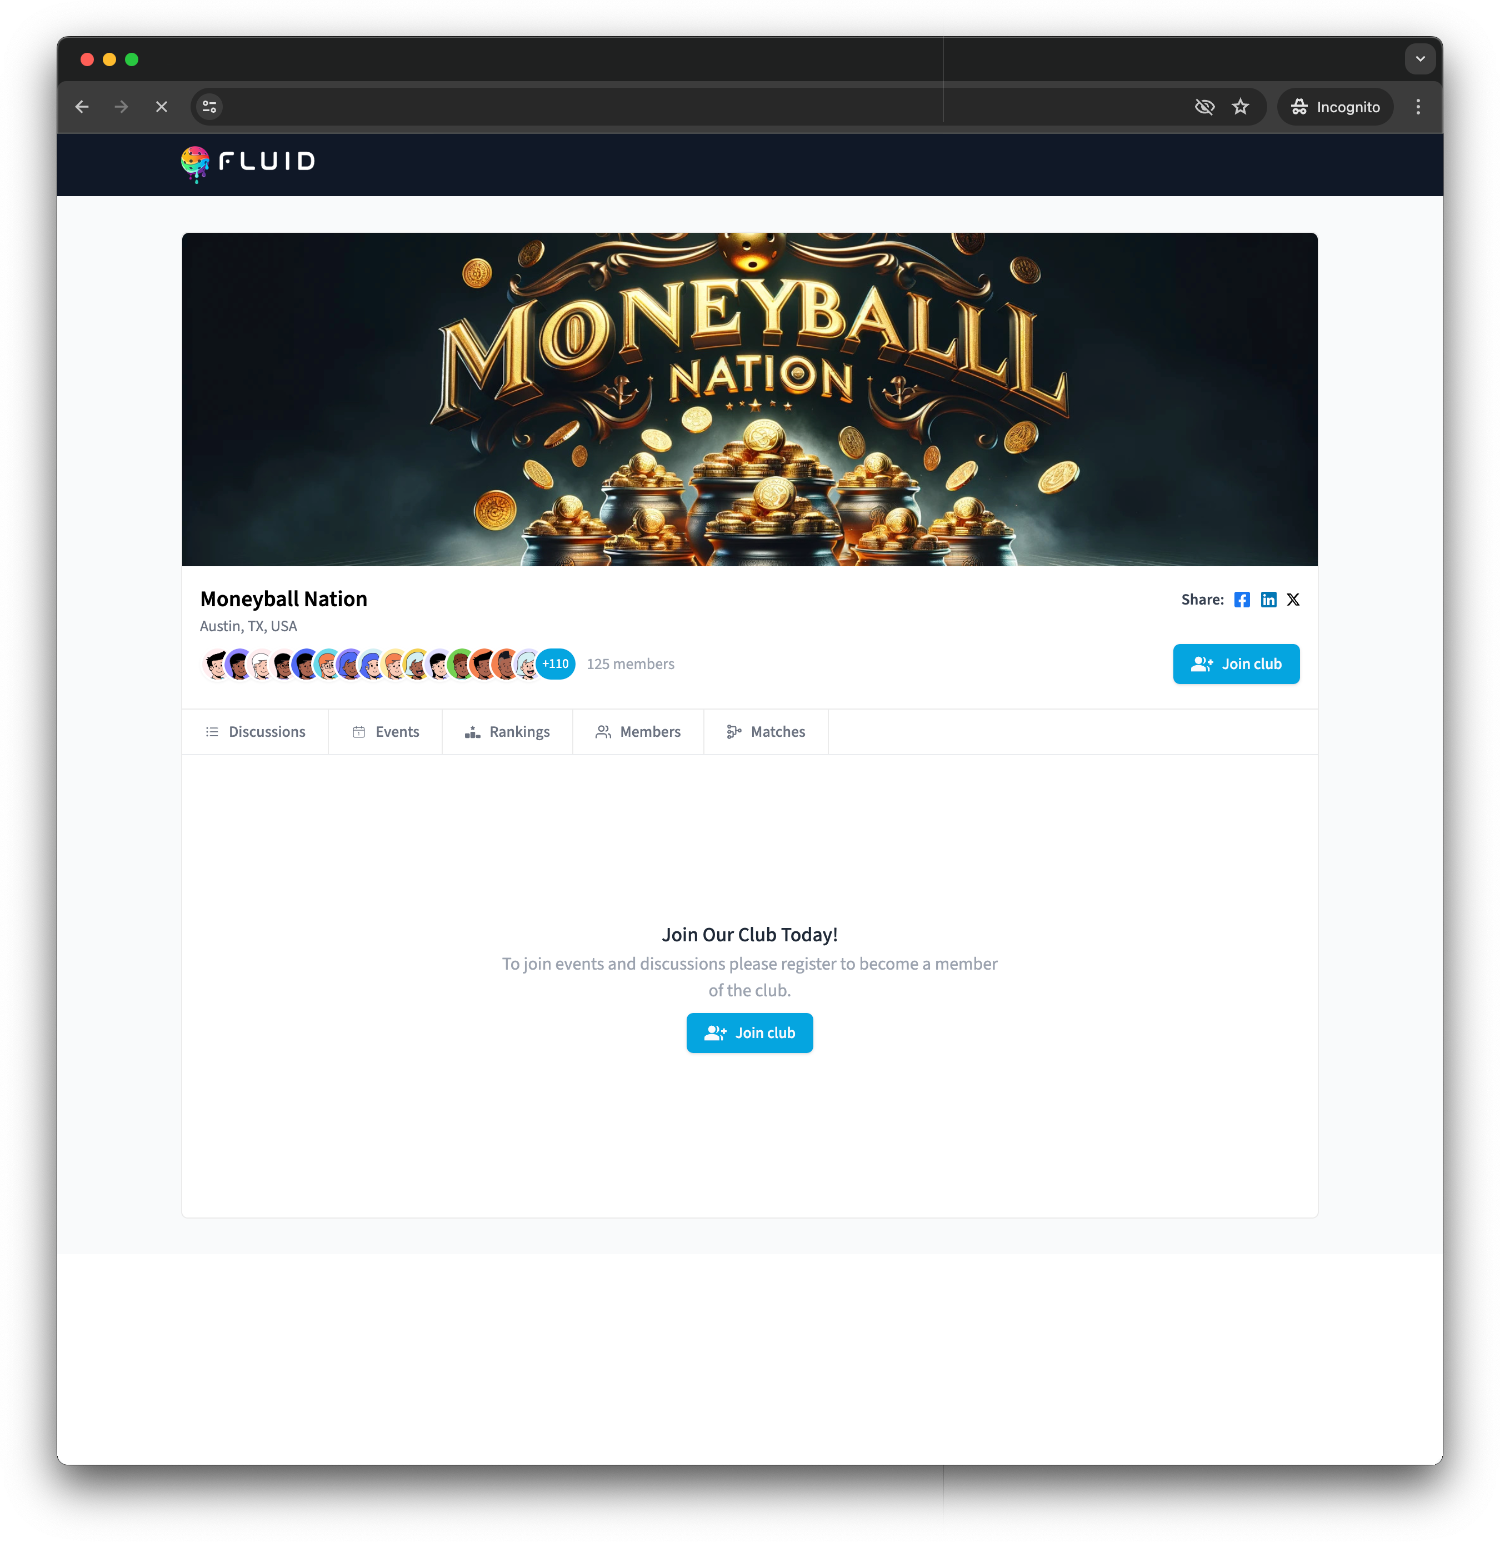 Incognito
FLUID
MONEYBALLL
NATION
Moneyball Nation
Share:
Austin, TX, USA
+110
125 members
Join club
Discussions
Events
Rankings
Members
Matches
Join Our Club Today!
To join events and discussions please register to become a member
of the club.
Join club